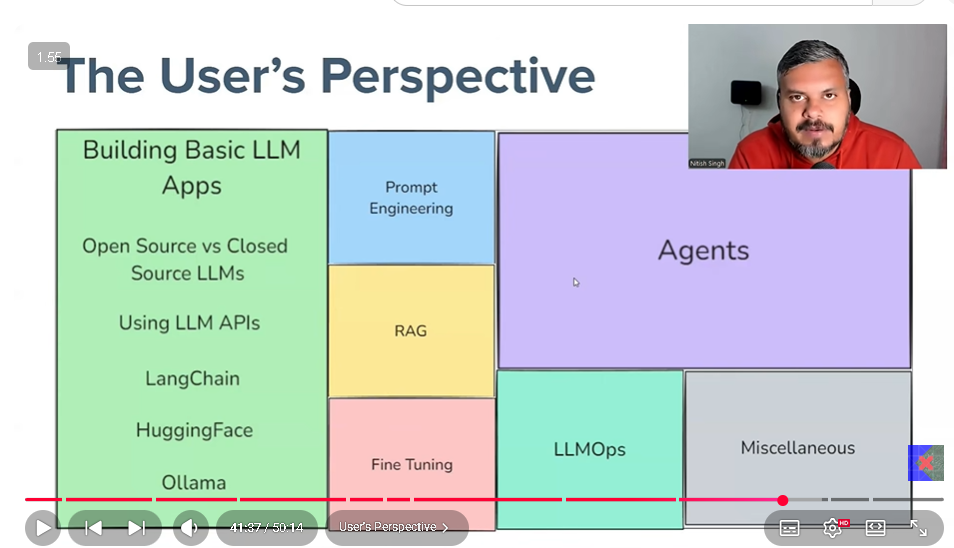 1.55
The User's Perspective
Nitish Singh
Building Basic LLM
Apps
Open Source vs Closed
Source LLMs
Using LLM APIs
LangChain
HuggingFace
Ollama
Prompt
Engineering
RAG
Fine Tuning
Agents
LLMOps
Miscellaneous
41:37 / 50:14
User's Perspective
HD